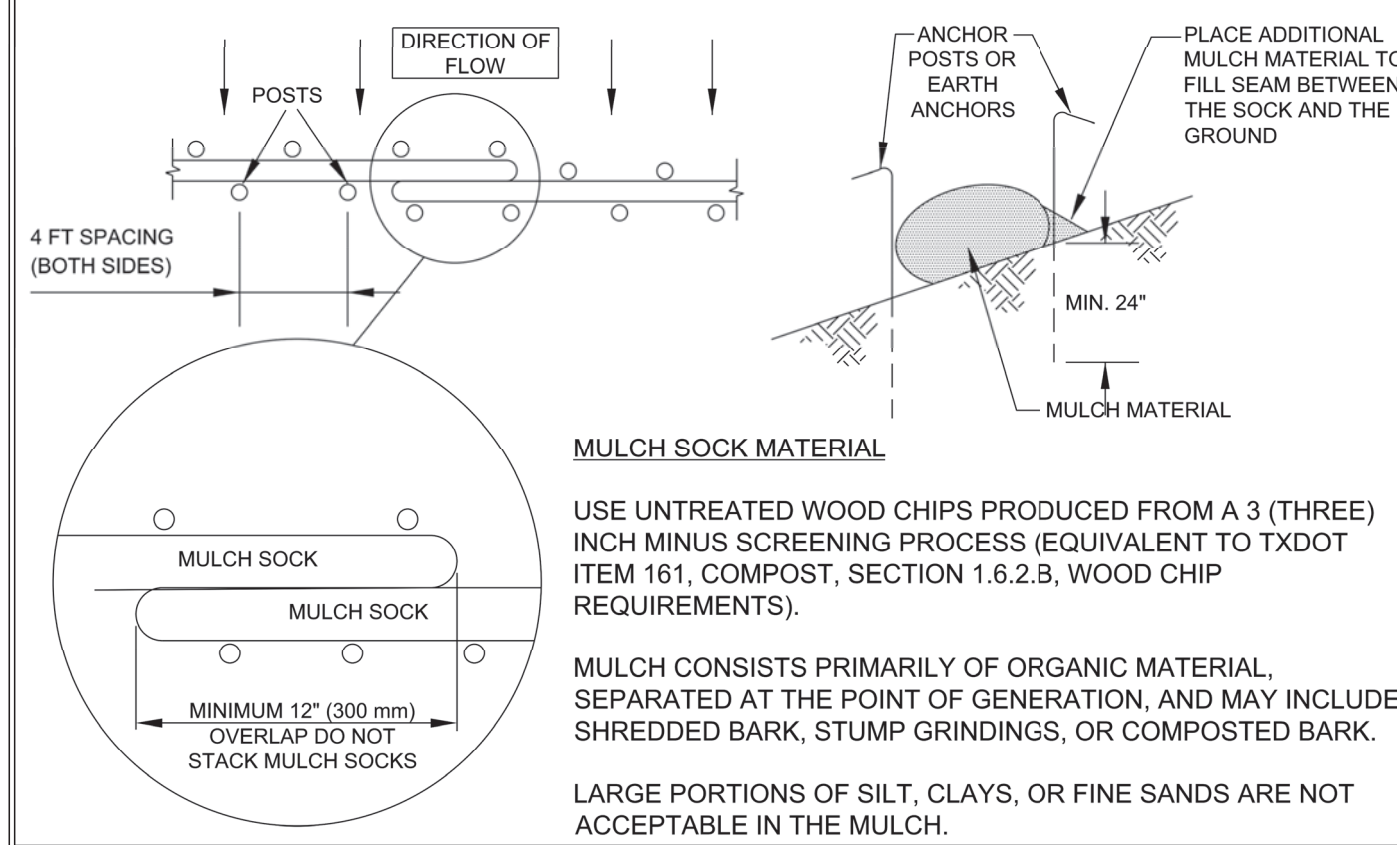 DIRECTION OF
FLOW
POSTS
4 FT SPACING
(BOTH SIDES)
ANCHOR
POSTS OR
EARTH
ANCHORS
PLACE ADDITIONAL
MULCH MATERIAL TO
FILL SEAM BETWEEN
THE SOCK AND THE
GROUND
MIN. 24"
MULCH MATERIAL
MULCH SOCK
MULCH SOCK
MINIMUM 12" (300 mm)
OVERLAP DO NOT
STACK MULCH SOCKS
MULCH SOCK MATERIAL
USE UNTREATED WOOD CHIPS PRODUCED FROM A 3 (THREE)
INCH MINUS SCREENING PROCESS (EQUIVALENT TO TXDOT
ITEM 161, COMPOST, SECTION 1.6.2.B, WOOD CHIP
REQUIREMENTS).
MULCH CONSISTS PRIMARILY OF ORGANIC MATERIAL,
SEPARATED AT THE POINT OF GENERATION, AND MAY INCLUDE
SHREDDED BARK, STUMP GRINDINGS, OR COMPOSTED BARK.
LARGE PORTIONS OF SILT, CLAYS, OR FINE SANDS ARE NOT
ACCEPTABLE IN THE MULCH.